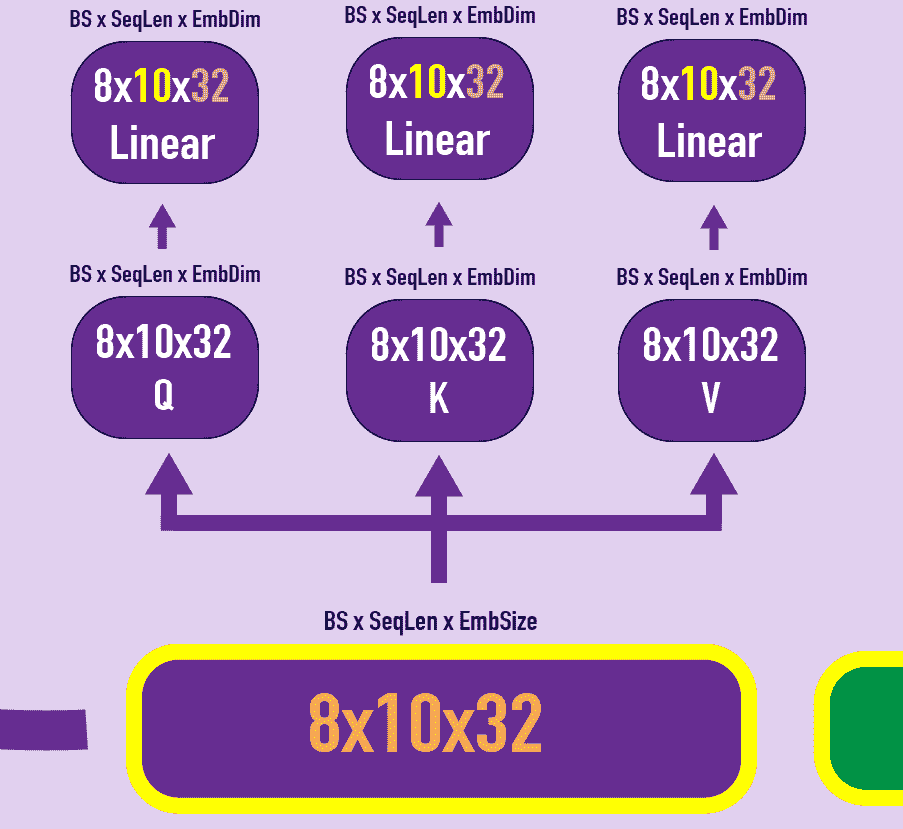 BS x SeqLen x EmbDim
BS x SeqLen x EmbDim
BS x SeqLen x EmbDim
8x10x32
Linear
8x10x32
Linear
8x10x32
Linear
BS x SeqLen x EmbDim
BS x SeqLen x EmbDim
BS x SeqLen x EmbDim
8x10x32
Q
8x10x32
K
8x10x32
V
BS x SeqLen x EmbSize
8x10x32